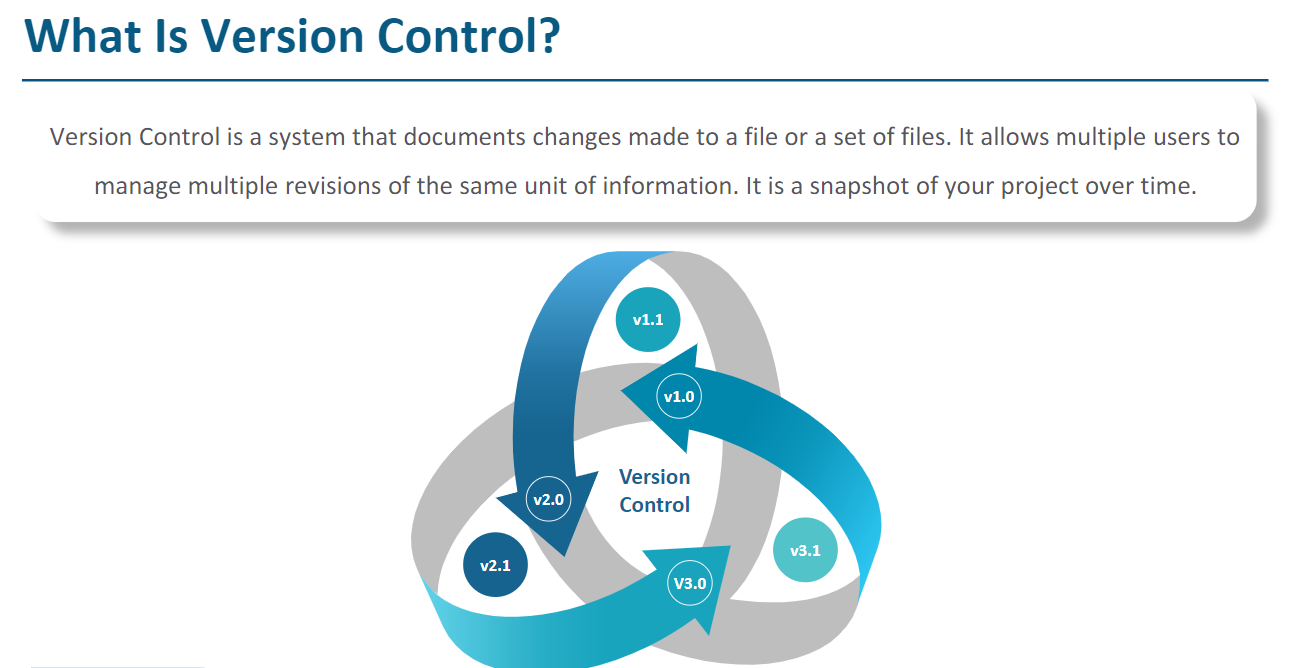 What Is Version Control?
Version Control is a system that documents changes made to a file or a set of files. It allows multiple users to
manage multiple revisions of the same unit of information. It is a snapshot of your project over time.
v1.1
v1.0
Version
Control
v2.0
v3.1
v2.1
V3.0